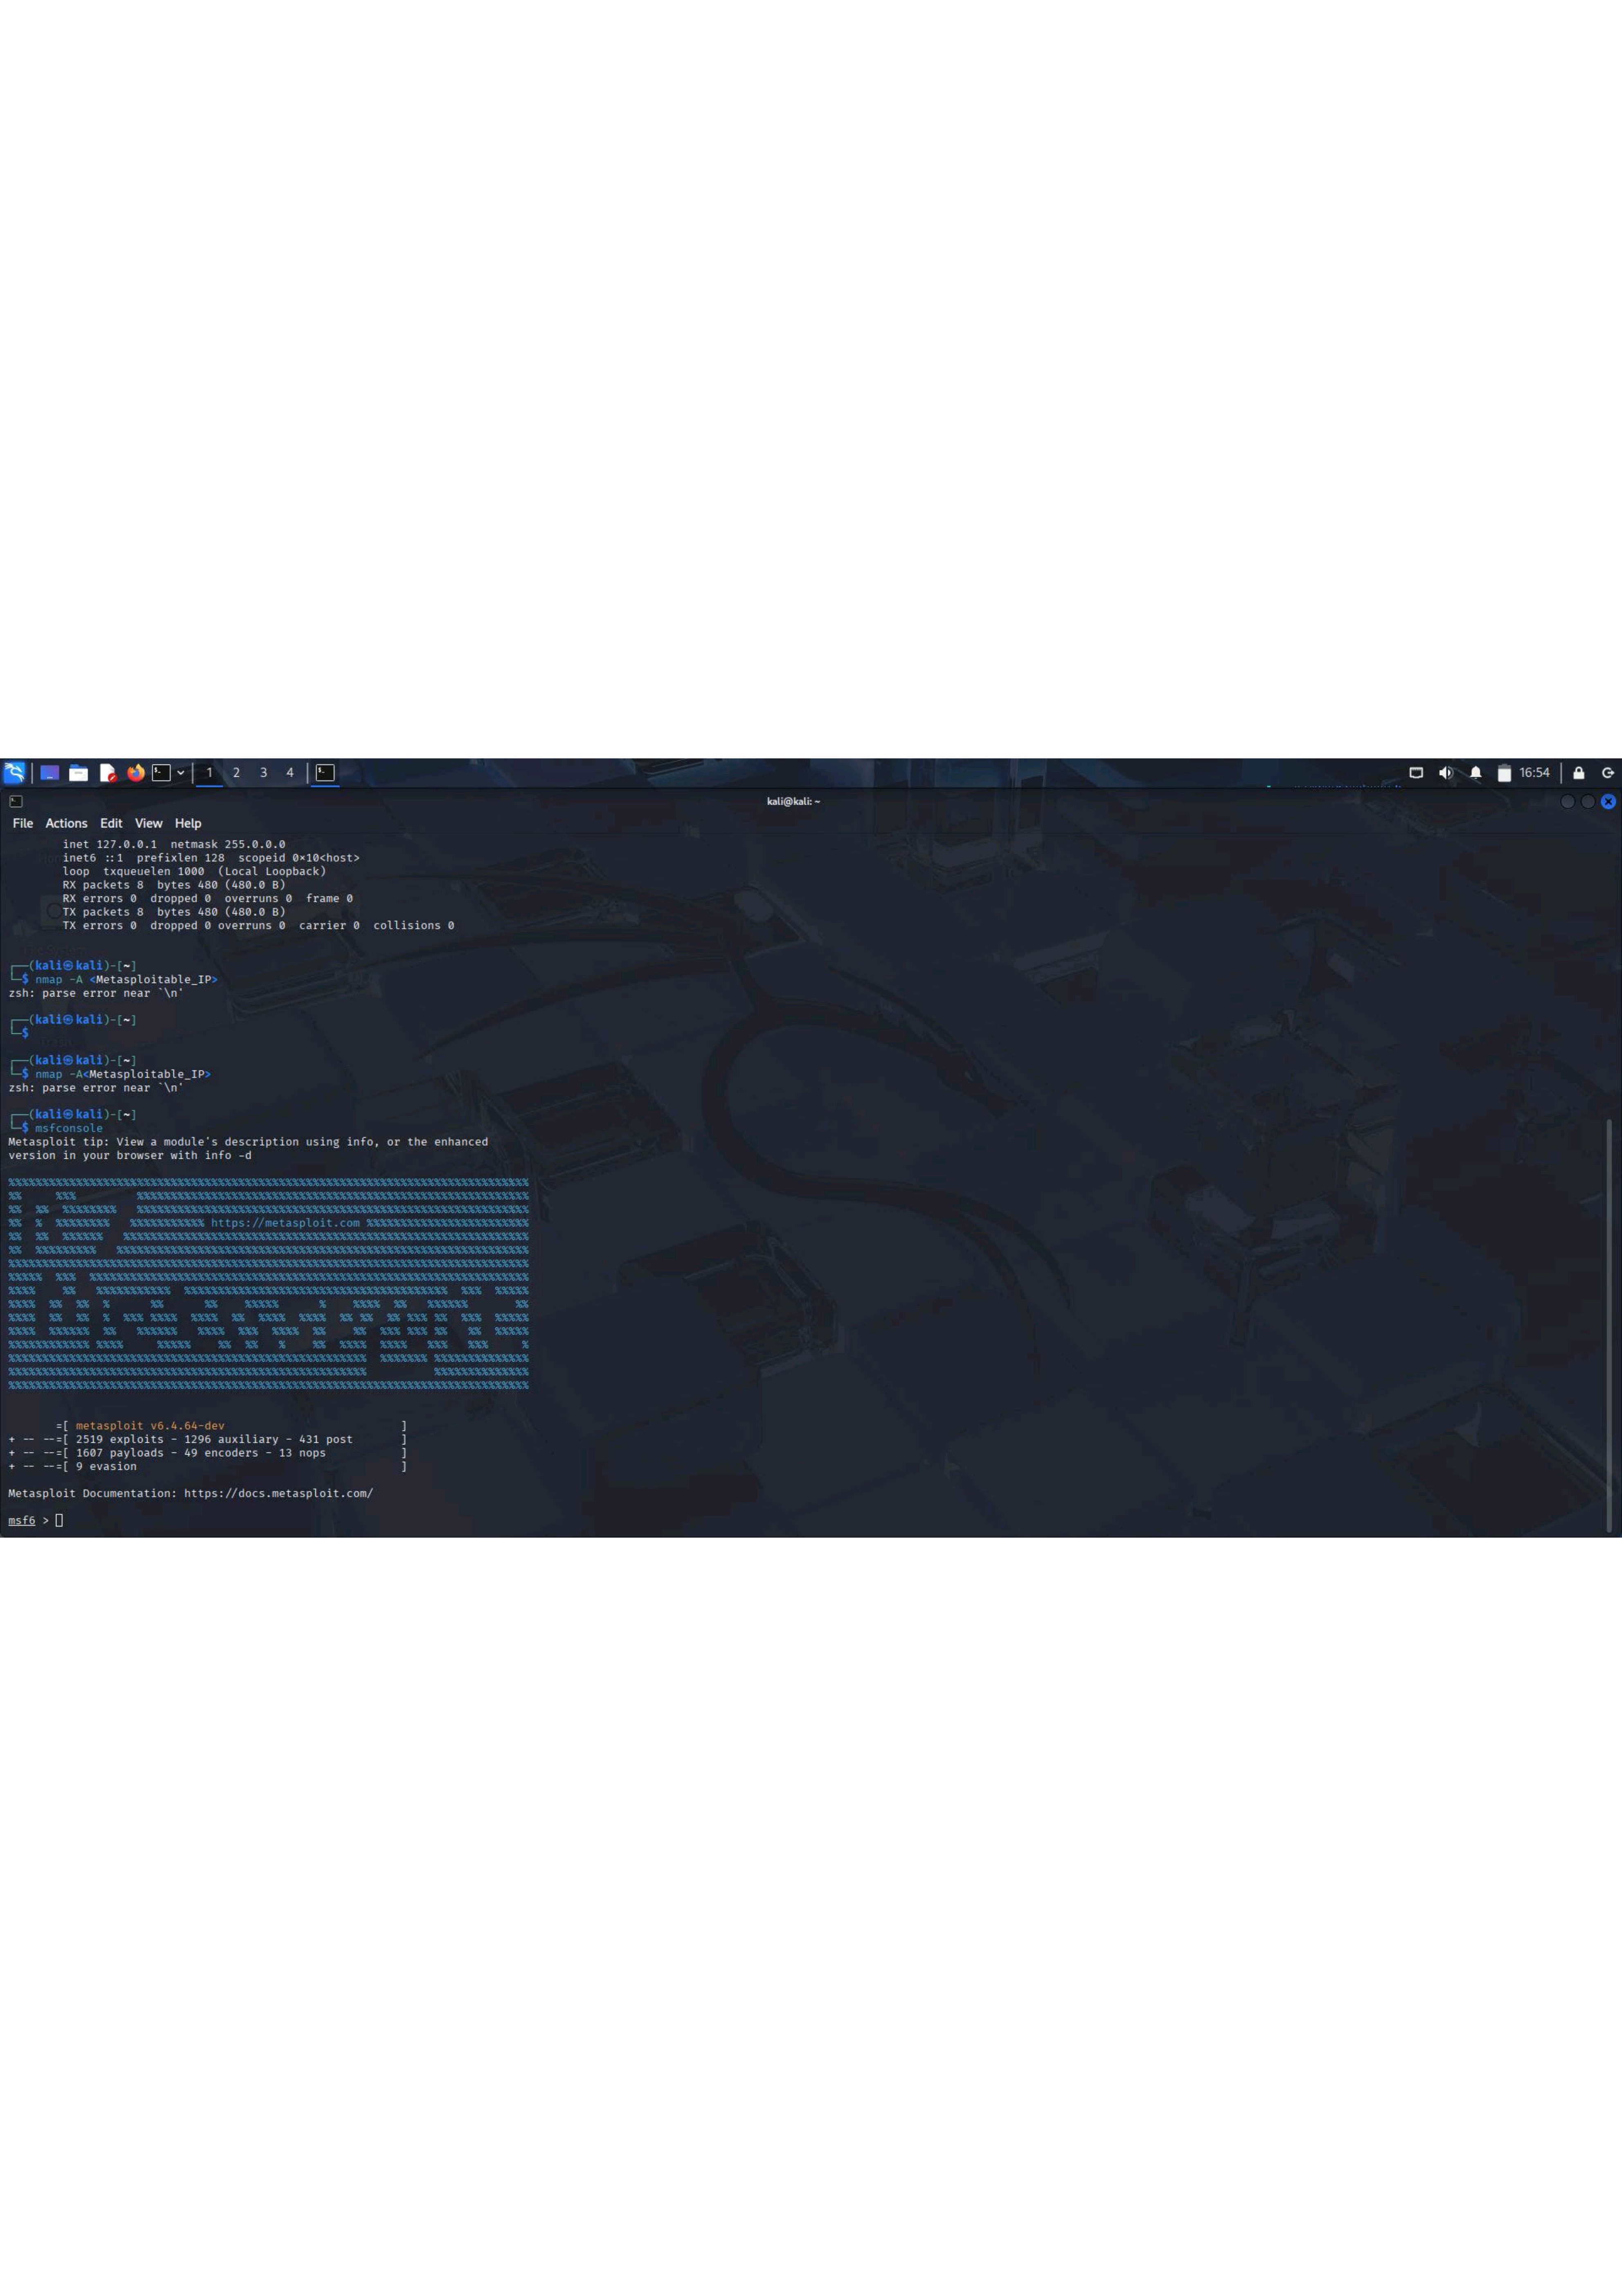 1 2 3 4 16:54
kali@kali: ~
File Actions Edit View Help
inet 127.0.0.1 netmask 255.0.0.0
inet6 ::1 prefixlen 128 scopeid 0×10<host>
loop txqueuelen 1000 (Local Loopback)
RX packets 8 bytes 480 (480.0 B)
RX errors 0 dropped 0 overruns 0 frame 0
TX packets 8 bytes 480 (480.0 B)
TX errors 0 dropped 0 overruns 0 carrier 0 collisions 0
┌──(kali㉿kali)-[~]
└─$ nmap -A <Metasploitable_IP>
zsh: parse error near `\n'
┌──(kali㉿kali)-[~]
└─$
┌──(kali㉿kali)-[~]
└─$ nmap -A<Metasploitable_IP>
zsh: parse error near `\n'
┌──(kali㉿kali)-[~]
└─$ msfconsole
Metasploit tip: View a module's description using info, or the enhanced
version in your browser with info -d
https://metasploit.com
=[ metasploit v6.4.64-dev ]
+ -- --=[ 2519 exploits - 1296 auxiliary - 431 post ]
+ -- --=[ 1607 payloads - 49 encoders - 13 nops ]
+ -- --=[ 9 evasion ]
Metasploit Documentation: https://docs.metasploit.com/
msf6 >